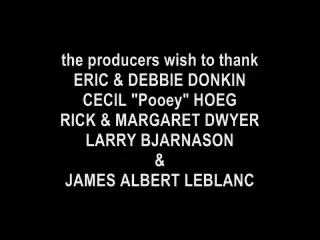 the producers wish to thank
ERIC & DEBBIE DONKIN
CECIL "Pooey" HOEG
RICK & MARGARET DWYER
LARRY BJARNASON
&
JAMES ALBERT LEBLANC